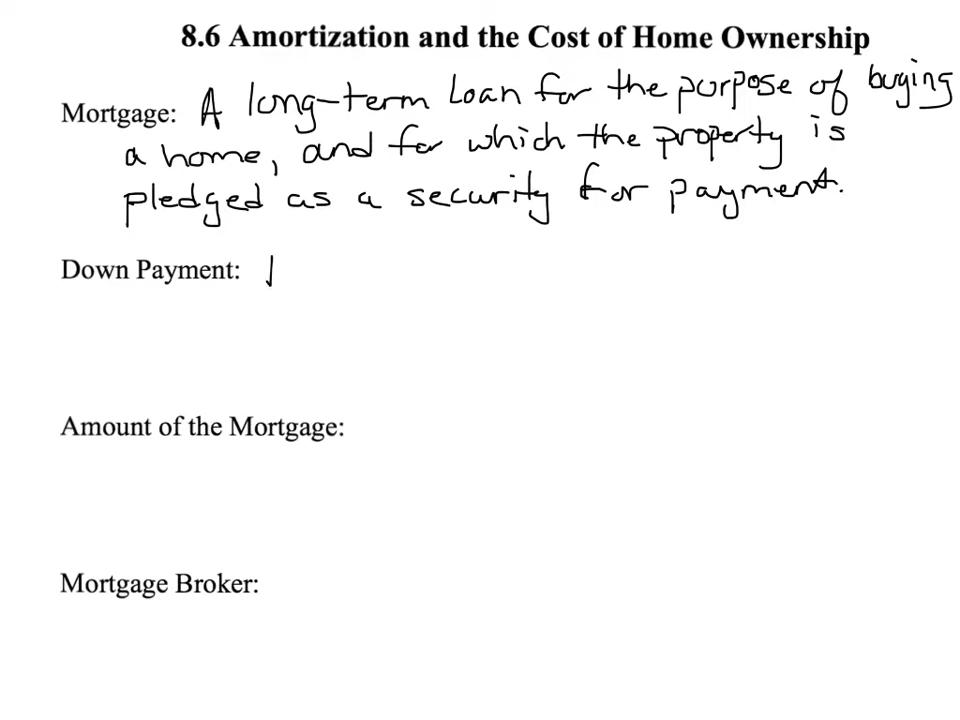 8.6 Amortization and the Cost of Home Ownership
Mortgage: A long-term Loan for the purpose of buying
a home, and for which the property is
pledged as a security for payment.
Down Payment:
Amount of the Mortgage:
Mortgage Broker: